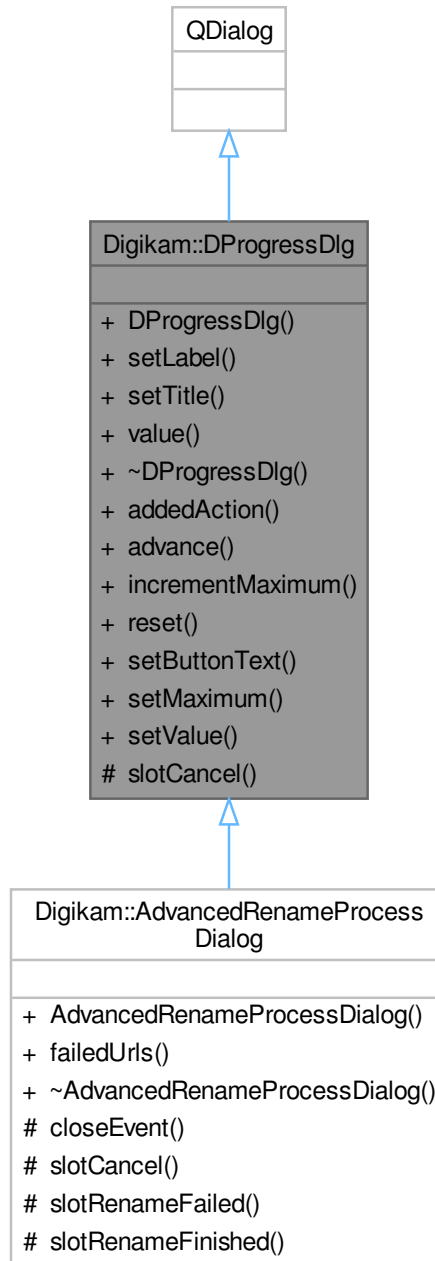 QDialog
Digikam::DProgressDlg
+ DProgressDlg()
+ setLabel()
+ setTitle()
+ value()
+ ~DProgressDlg()
+ addedAction()
+ advance()
+ incrementMaximum()
+ reset()
+ setButtonText()
+ setMaximum()
+ setValue()
# slotCancel()
Digikam::AdvancedRenameProcess
Dialog
+ AdvancedRenameProcessDialog()
+ failedUrls()
+ ~AdvancedRenameProcessDialog()
# closeEvent()
# slotCancel()
# slotRenameFailed()
# slotRenameFinished()